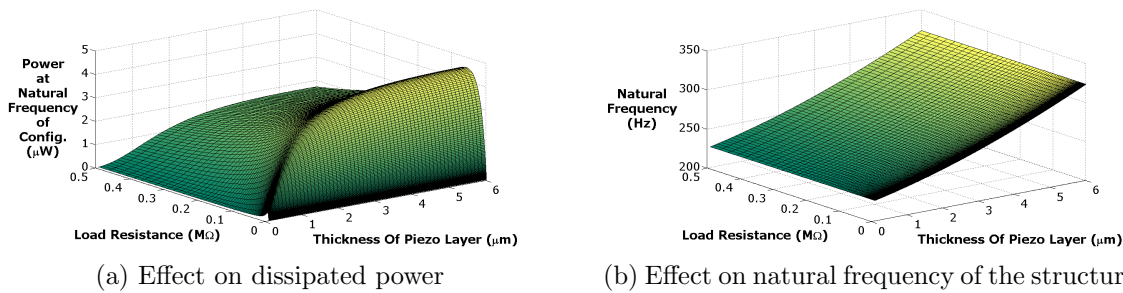 5
4
3
2
1
0
Power
at
Natural
Frequency
of
Config.
(μW)
0.5
0.4
0.3
0.2
0.1
0
Load Resistance (MΩ)
0
1
2
3
4
5
6
Thickness Of Piezo Layer (μm)
(a) Effect on dissipated power
350
300
250
200
Natural
Frequency
(Hz)
0.5
0.4
0.3
0.2
0.1
0
Load Resistance (MΩ)
0
1
2
3
4
5
6
Thickness Of Piezo Layer (μm)
(b) Effect on natural frequency of the structur